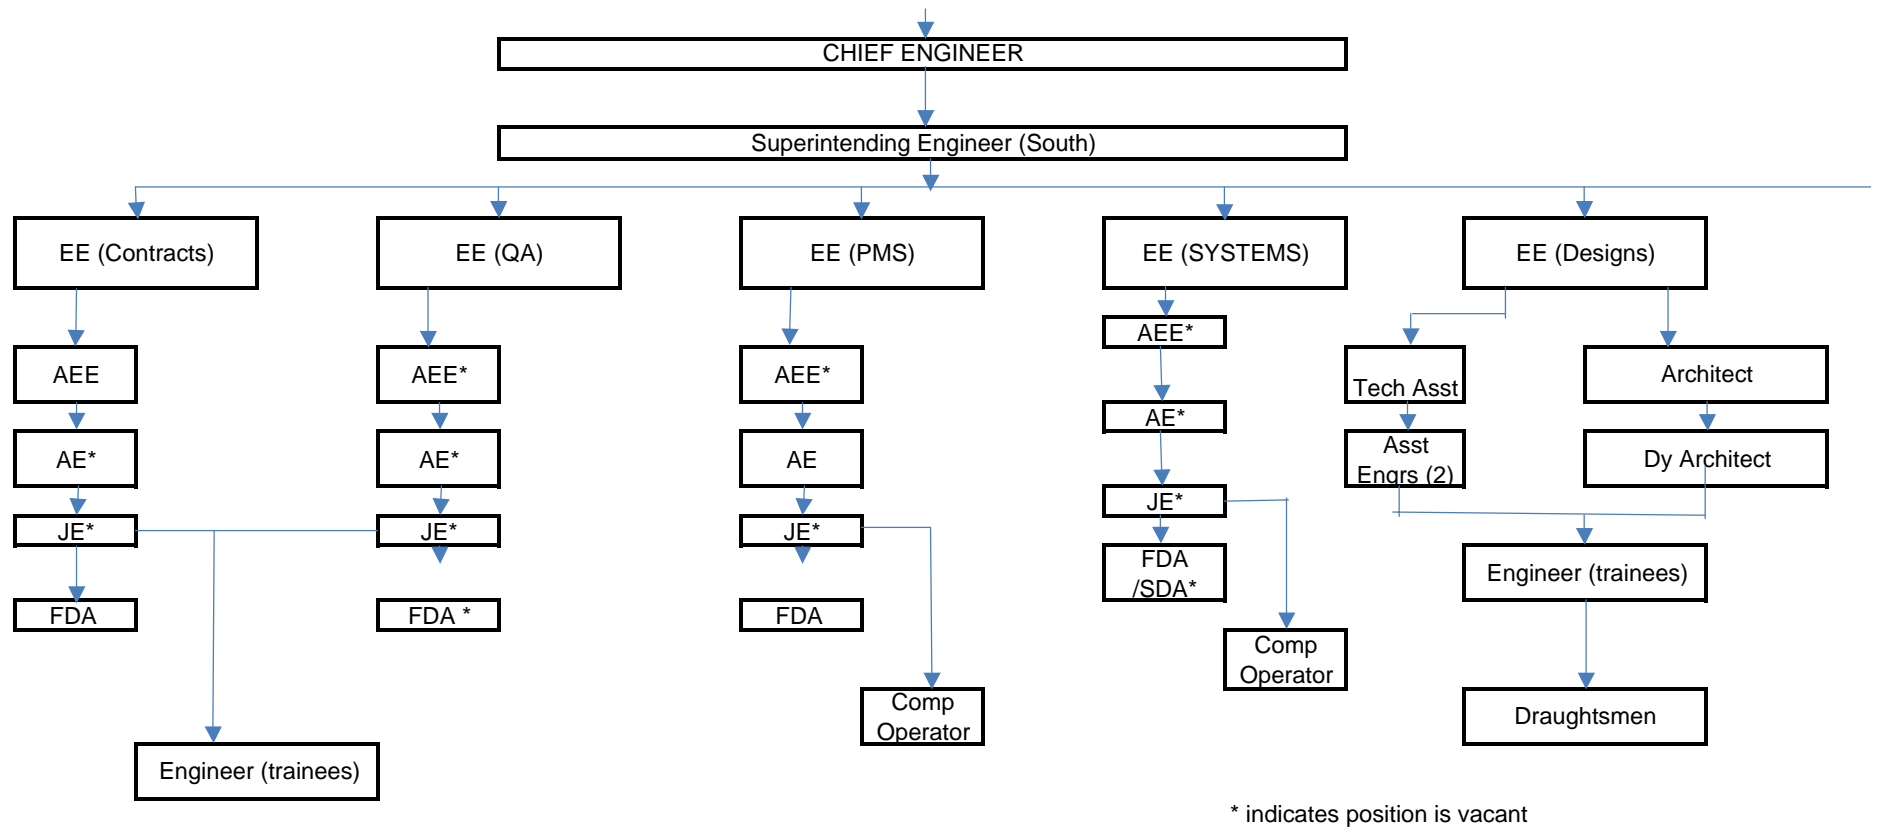 CHIEF ENGINEER
Superintending Engineer (South)
EE (Contracts)
EE (QA)
EE (PMS)
EE (SYSTEMS)
EE (Designs)
AEE*
AEE
AEE*
AEE*
Tech Asst
Architect
AE*
AE*
AE*
AE
Asst
Engrs (2)
Dy Architect
JE*
JE*
JE*
JE*
FDA
/SDA*
Engineer (trainees)
FDA
FDA *
FDA
Comp
Operator
Comp
Operator
Draughtsmen
Engineer (trainees)
* indicates position is vacant